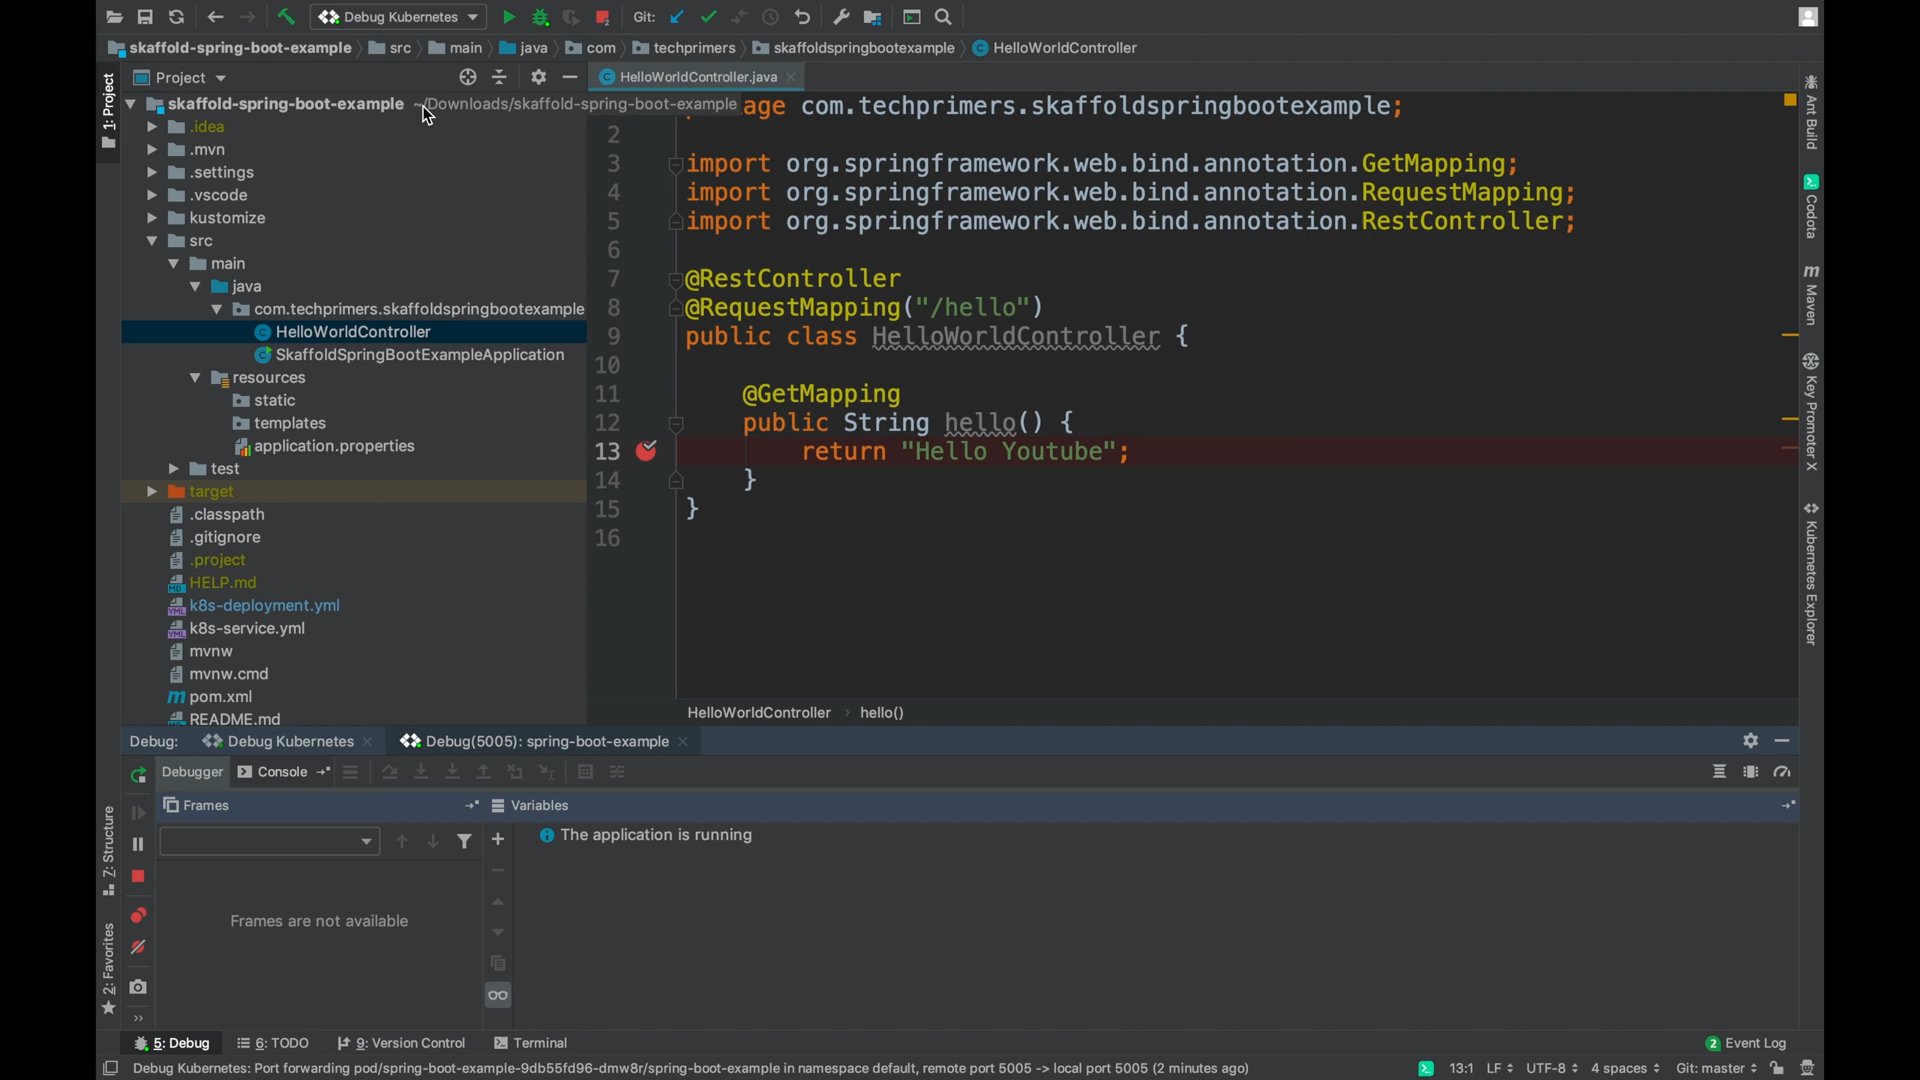 Debug Kubernetes
Git:
skaffold-spring-boot-example
src
main
java
com
techprimers
skaffoldspringbootexample
HelloWorldController
1: Project
Project
HelloWorldController.java
skaffold-spring-boot-example ~/Downloads/skaffold-spring-boot-example
.idea
.mvn
.settings
.vscode
kustomize
src
main
java
com.techprimers.skaffoldspringbootexample
HelloWorldController
SkaffoldSpringBootExampleApplication
resources
static
templates
application.properties
test
target
.classpath
.gitignore
.project
HELP.md
k8s-deployment.yml
k8s-service.yml
mvnw
mvnw.cmd
pom.xml
README.md
age com.techprimers.skaffoldspringbootexample;
2
3 import org.springframework.web.bind.annotation.GetMapping;
4 import org.springframework.web.bind.annotation.RequestMapping;
5 import org.springframework.web.bind.annotation.RestController;
6
7 @RestController
8 @RequestMapping("/hello")
9 public class HelloWorldController {
10
11 @GetMapping
12 public String hello() {
13 return "Hello Youtube";
14 }
15 }
16
HelloWorldController › hello()
Ant Build
Codota
Maven
Key Promoter X
Kubernetes Explorer
Debug:
Debug Kubernetes
Debug(5005): spring-boot-example
Debugger
Console
Frames
Variables
The application is running
Frames are not available
Z: Structure
2: Favorites
5: Debug
6: TODO
9: Version Control
Terminal
2 Event Log
Debug Kubernetes: Port forwarding pod/spring-boot-example-9db55fd96-dmw8r/spring-boot-example in namespace default, remote port 5005 -> local port 5005 (2 minutes ago)
13:1
LF
UTF-8
4 spaces
Git: master